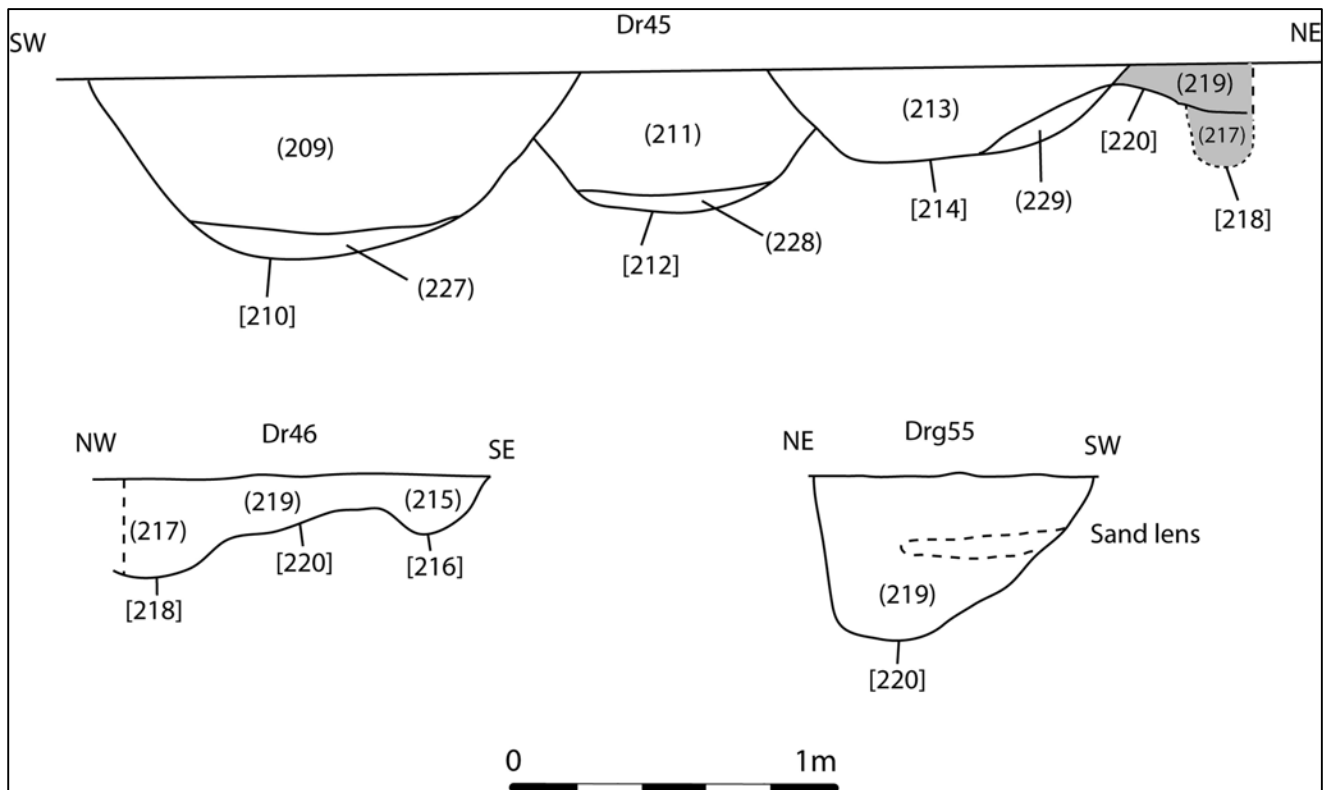 Dr45
SW
NE
(209)
(211)
(213)
(219)
(217)
[220]
(229)
[214]
[218]
(228)
[212]
(227)
[210]
NW
Dr46
SE
(217)
(219)
(215)
[220]
[216]
[218]
NE
Drg55
SW
Sand lens
(219)
[220]
0
1m